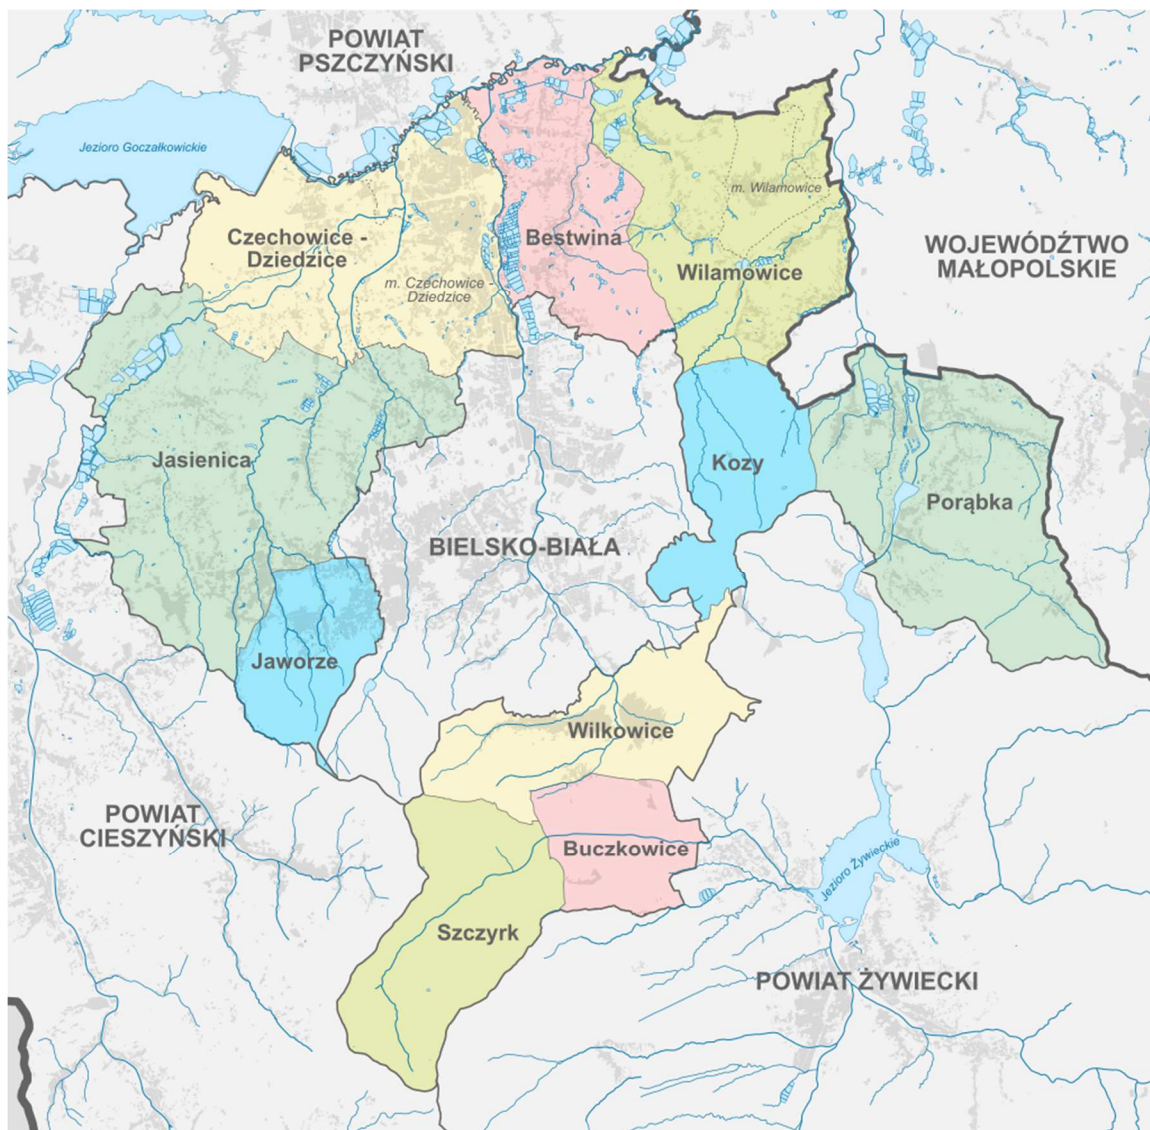 POWIAT
PSZCZYŃSKI
Jezioro Goczałkowickie
m. Wilamowice
Czechowice -
Dziedzice
Bestwina
WOJEWÓDŹTWO
MAŁOPOLSKIE
Wilamowice
m. Czechowice -
Dziedzice
Jasienica
Kozy
Porąbka
BIELSKO-BIAŁA
Jaworze
Wilkowice
POWIAT
CIESZYŃSKI
Buczkowice
Jezioro Żywieckie
Szczyrk
POWIAT ŻYWIECKI